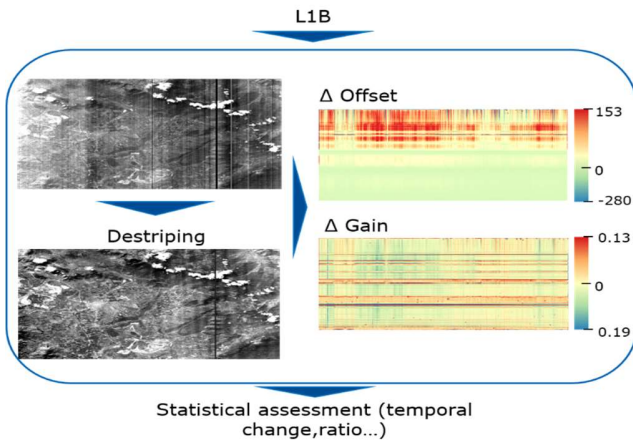 L1B
Δ Offset
153
0
-280
Destriping
Δ Gain
0.13
0
0.19
Statistical assessment (temporal
change,ratio...)